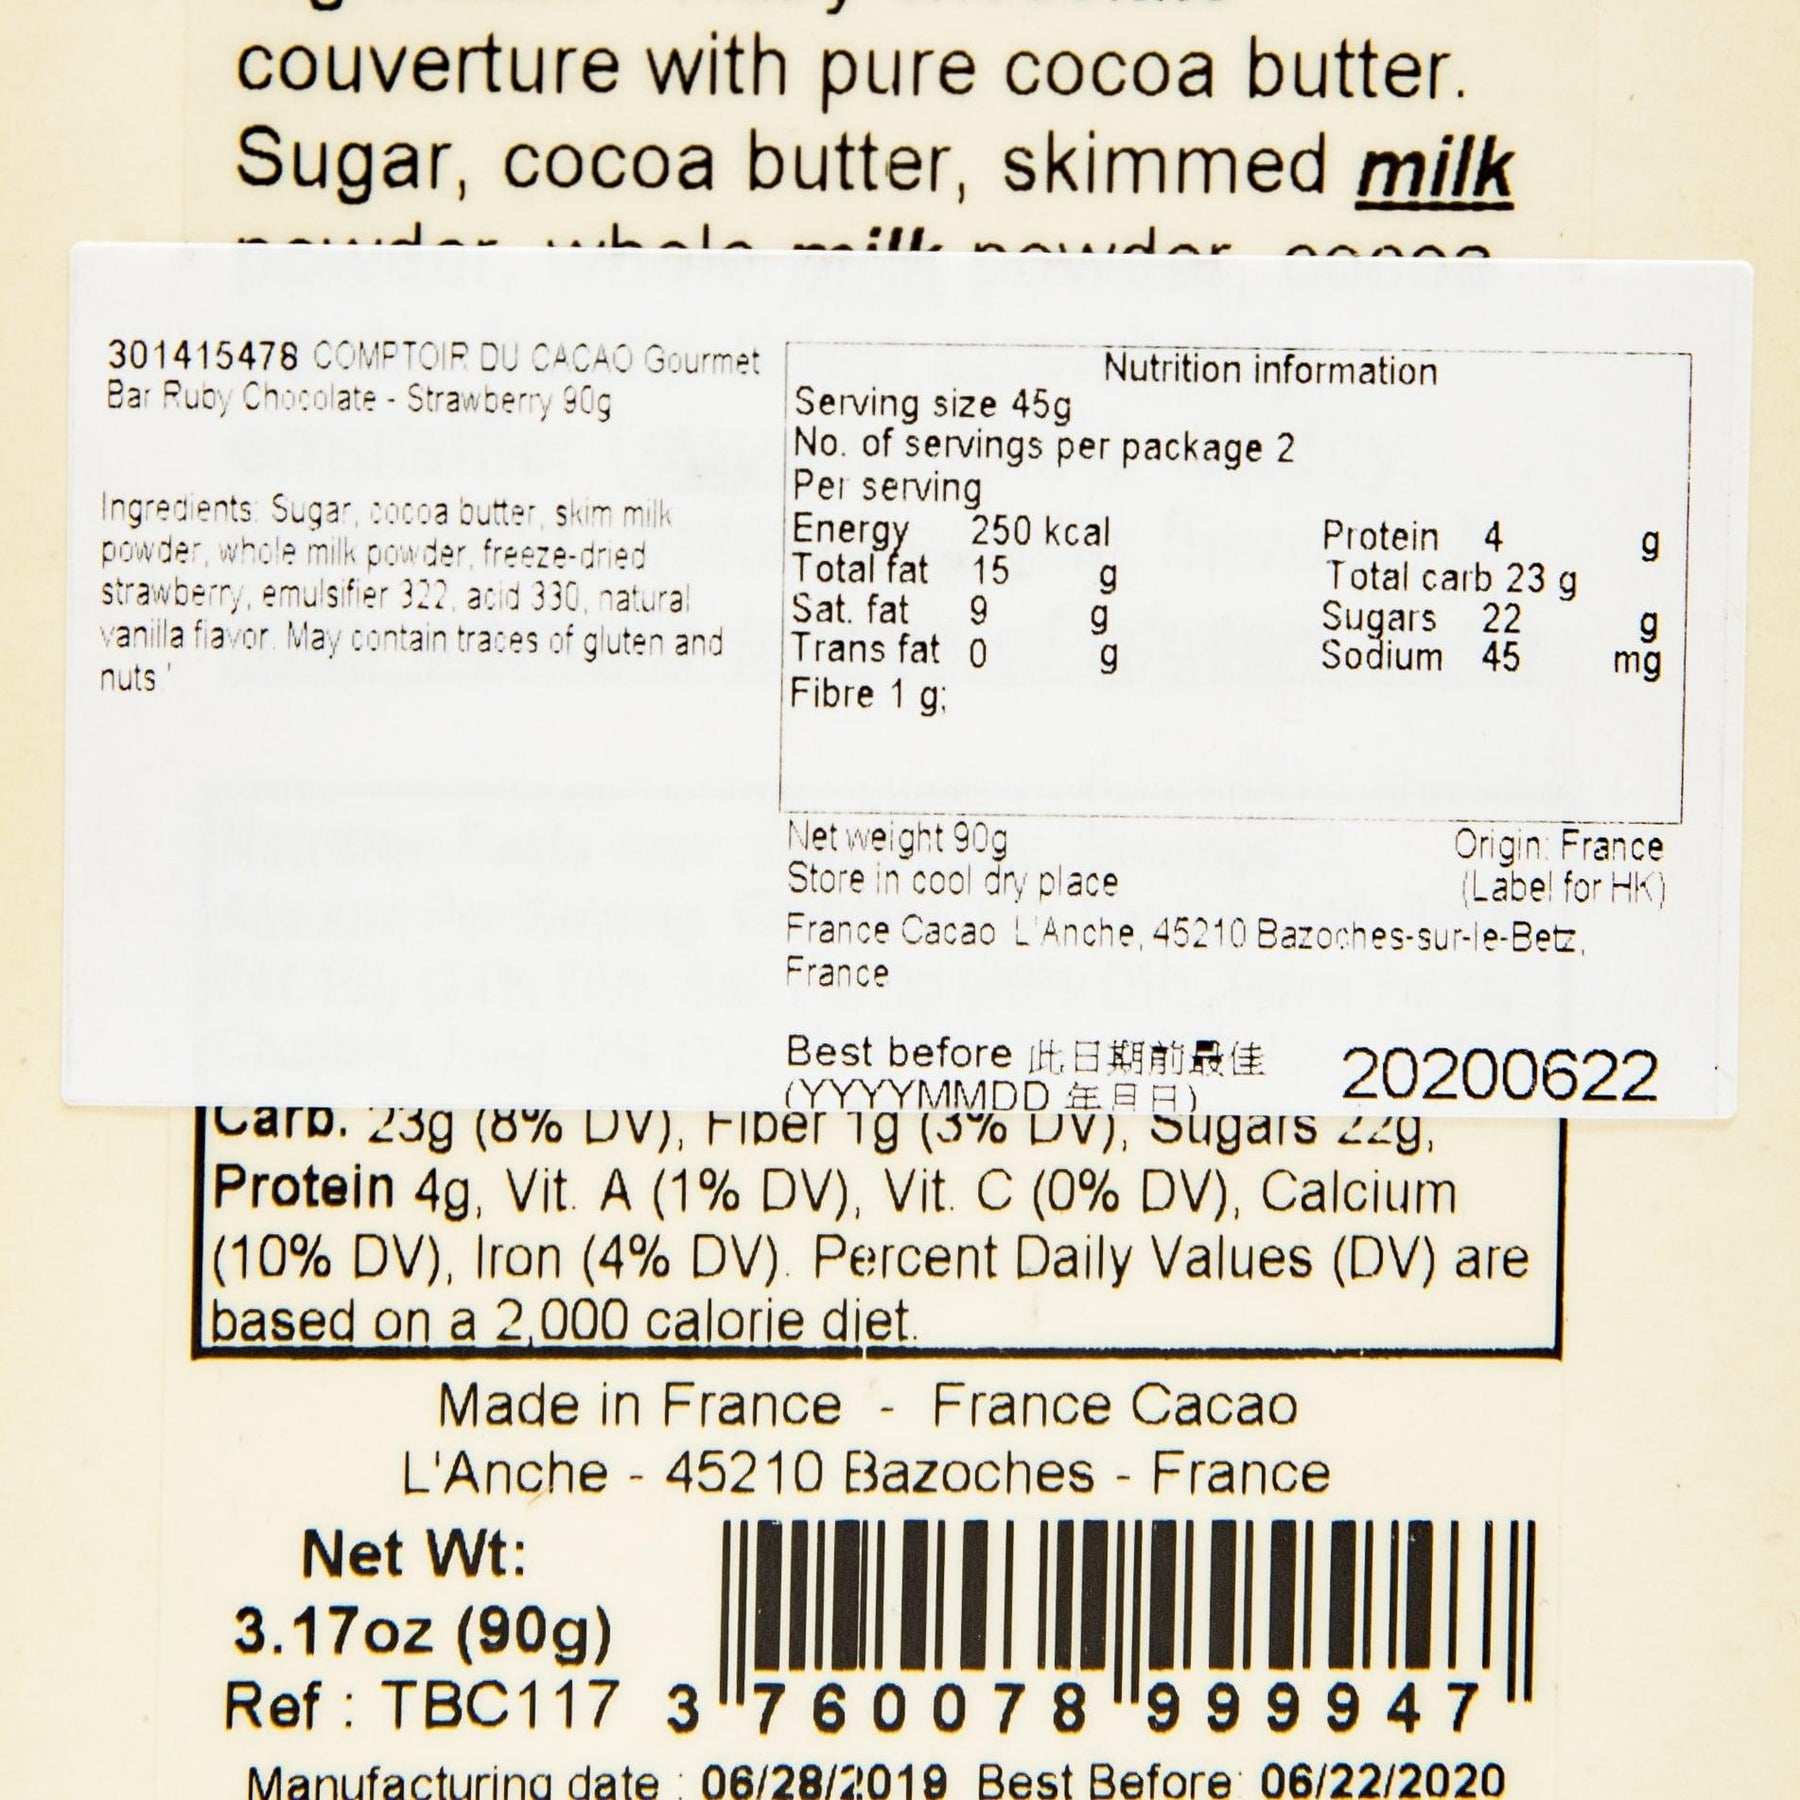 couverture with pure cocoa butter.
Sugar, cocoa butter, skimmed milk
powder, whole milk powder, cocoa
301415478 COMPTOIR DU CACAO Gourmet
Bar Ruby Chocolate - Strawberry 90g
Ingredients: Sugar, cocoa butter, skim milk
powder, whole milk powder, freeze-dried
strawberry, emulsifier 322, acid 330, natural
vanilla flavor. May contain traces of gluten and
nuts '
Nutrition information
Serving size 45g
No. of servings per package 2
Per serving
Energy 250 kcal Protein 4 g
Total fat 15 g Total carb 23 g
Sat. fat 9 g Sugars 22 g
Trans fat 0 g Sodium 45 mg
Fibre 1 g;
Net weight 90g Origin: France
Store in cool dry place (Label for HK)
France Cacao L'Anche, 45210 Bazoches-sur-le-Betz,
France
Best before 此日期前最佳 20200622
(YYYYMMDD 年月日)
Carb. 23g (8% DV), Fiber 1g (3% DV), Sugars 22g,
Protein 4g, Vit. A (1% DV), Vit. C (0% DV), Calcium
(10% DV), Iron (4% DV). Percent Daily Values (DV) are
based on a 2,000 calorie diet.
Made in France - France Cacao
L'Anche - 45210 Bazoches - France
Net Wt:
3.17oz (90g)
Ref : TBC117
3 760078 999947
Manufacturing date : 06/28/2019 Best Before: 06/22/2020